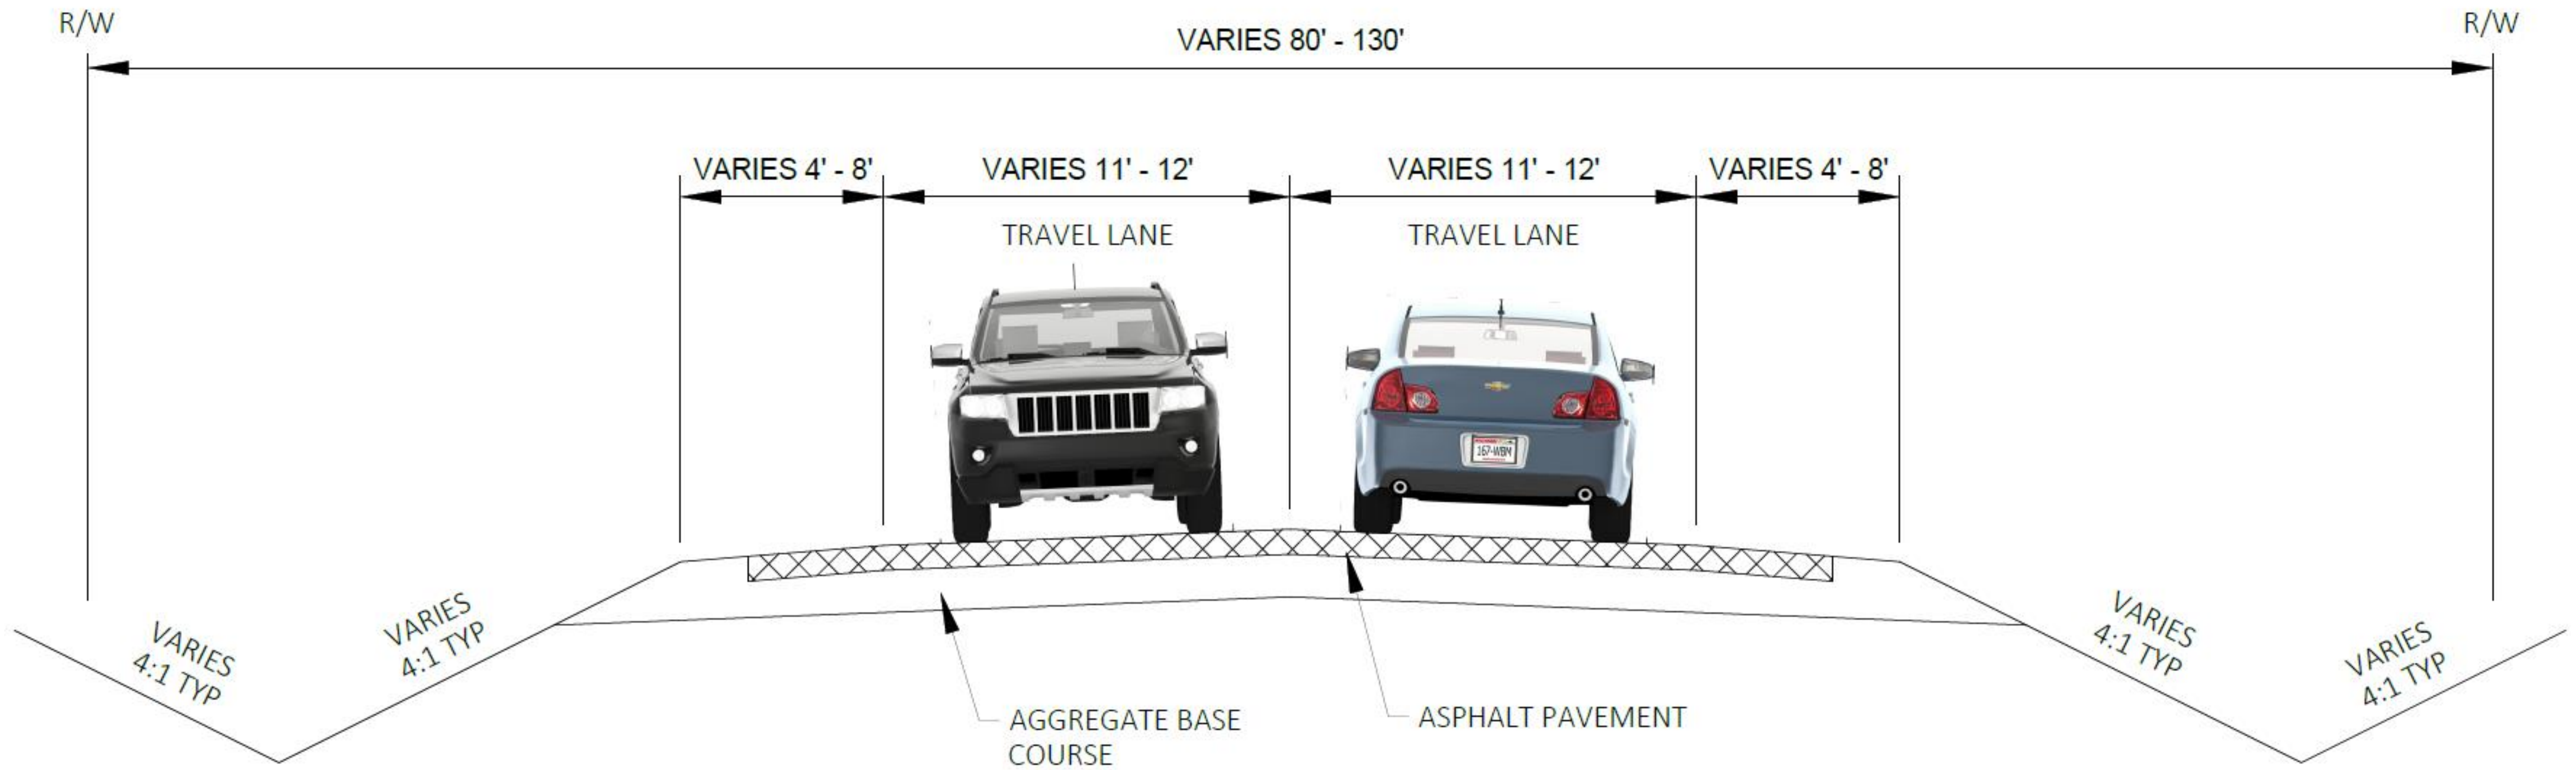 R/W
R/W
VARIES 80' - 130'
VARIES 4' - 8'
VARIES 11' - 12'
VARIES 11' - 12'
VARIES 4' - 8'
TRAVEL LANE
TRAVEL LANE
167-WBM
VARIES
4:1 TYP
VARIES
4:1 TYP
VARIES
4:1 TYP
VARIES
4:1 TYP
AGGREGATE BASE
COURSE
ASPHALT PAVEMENT